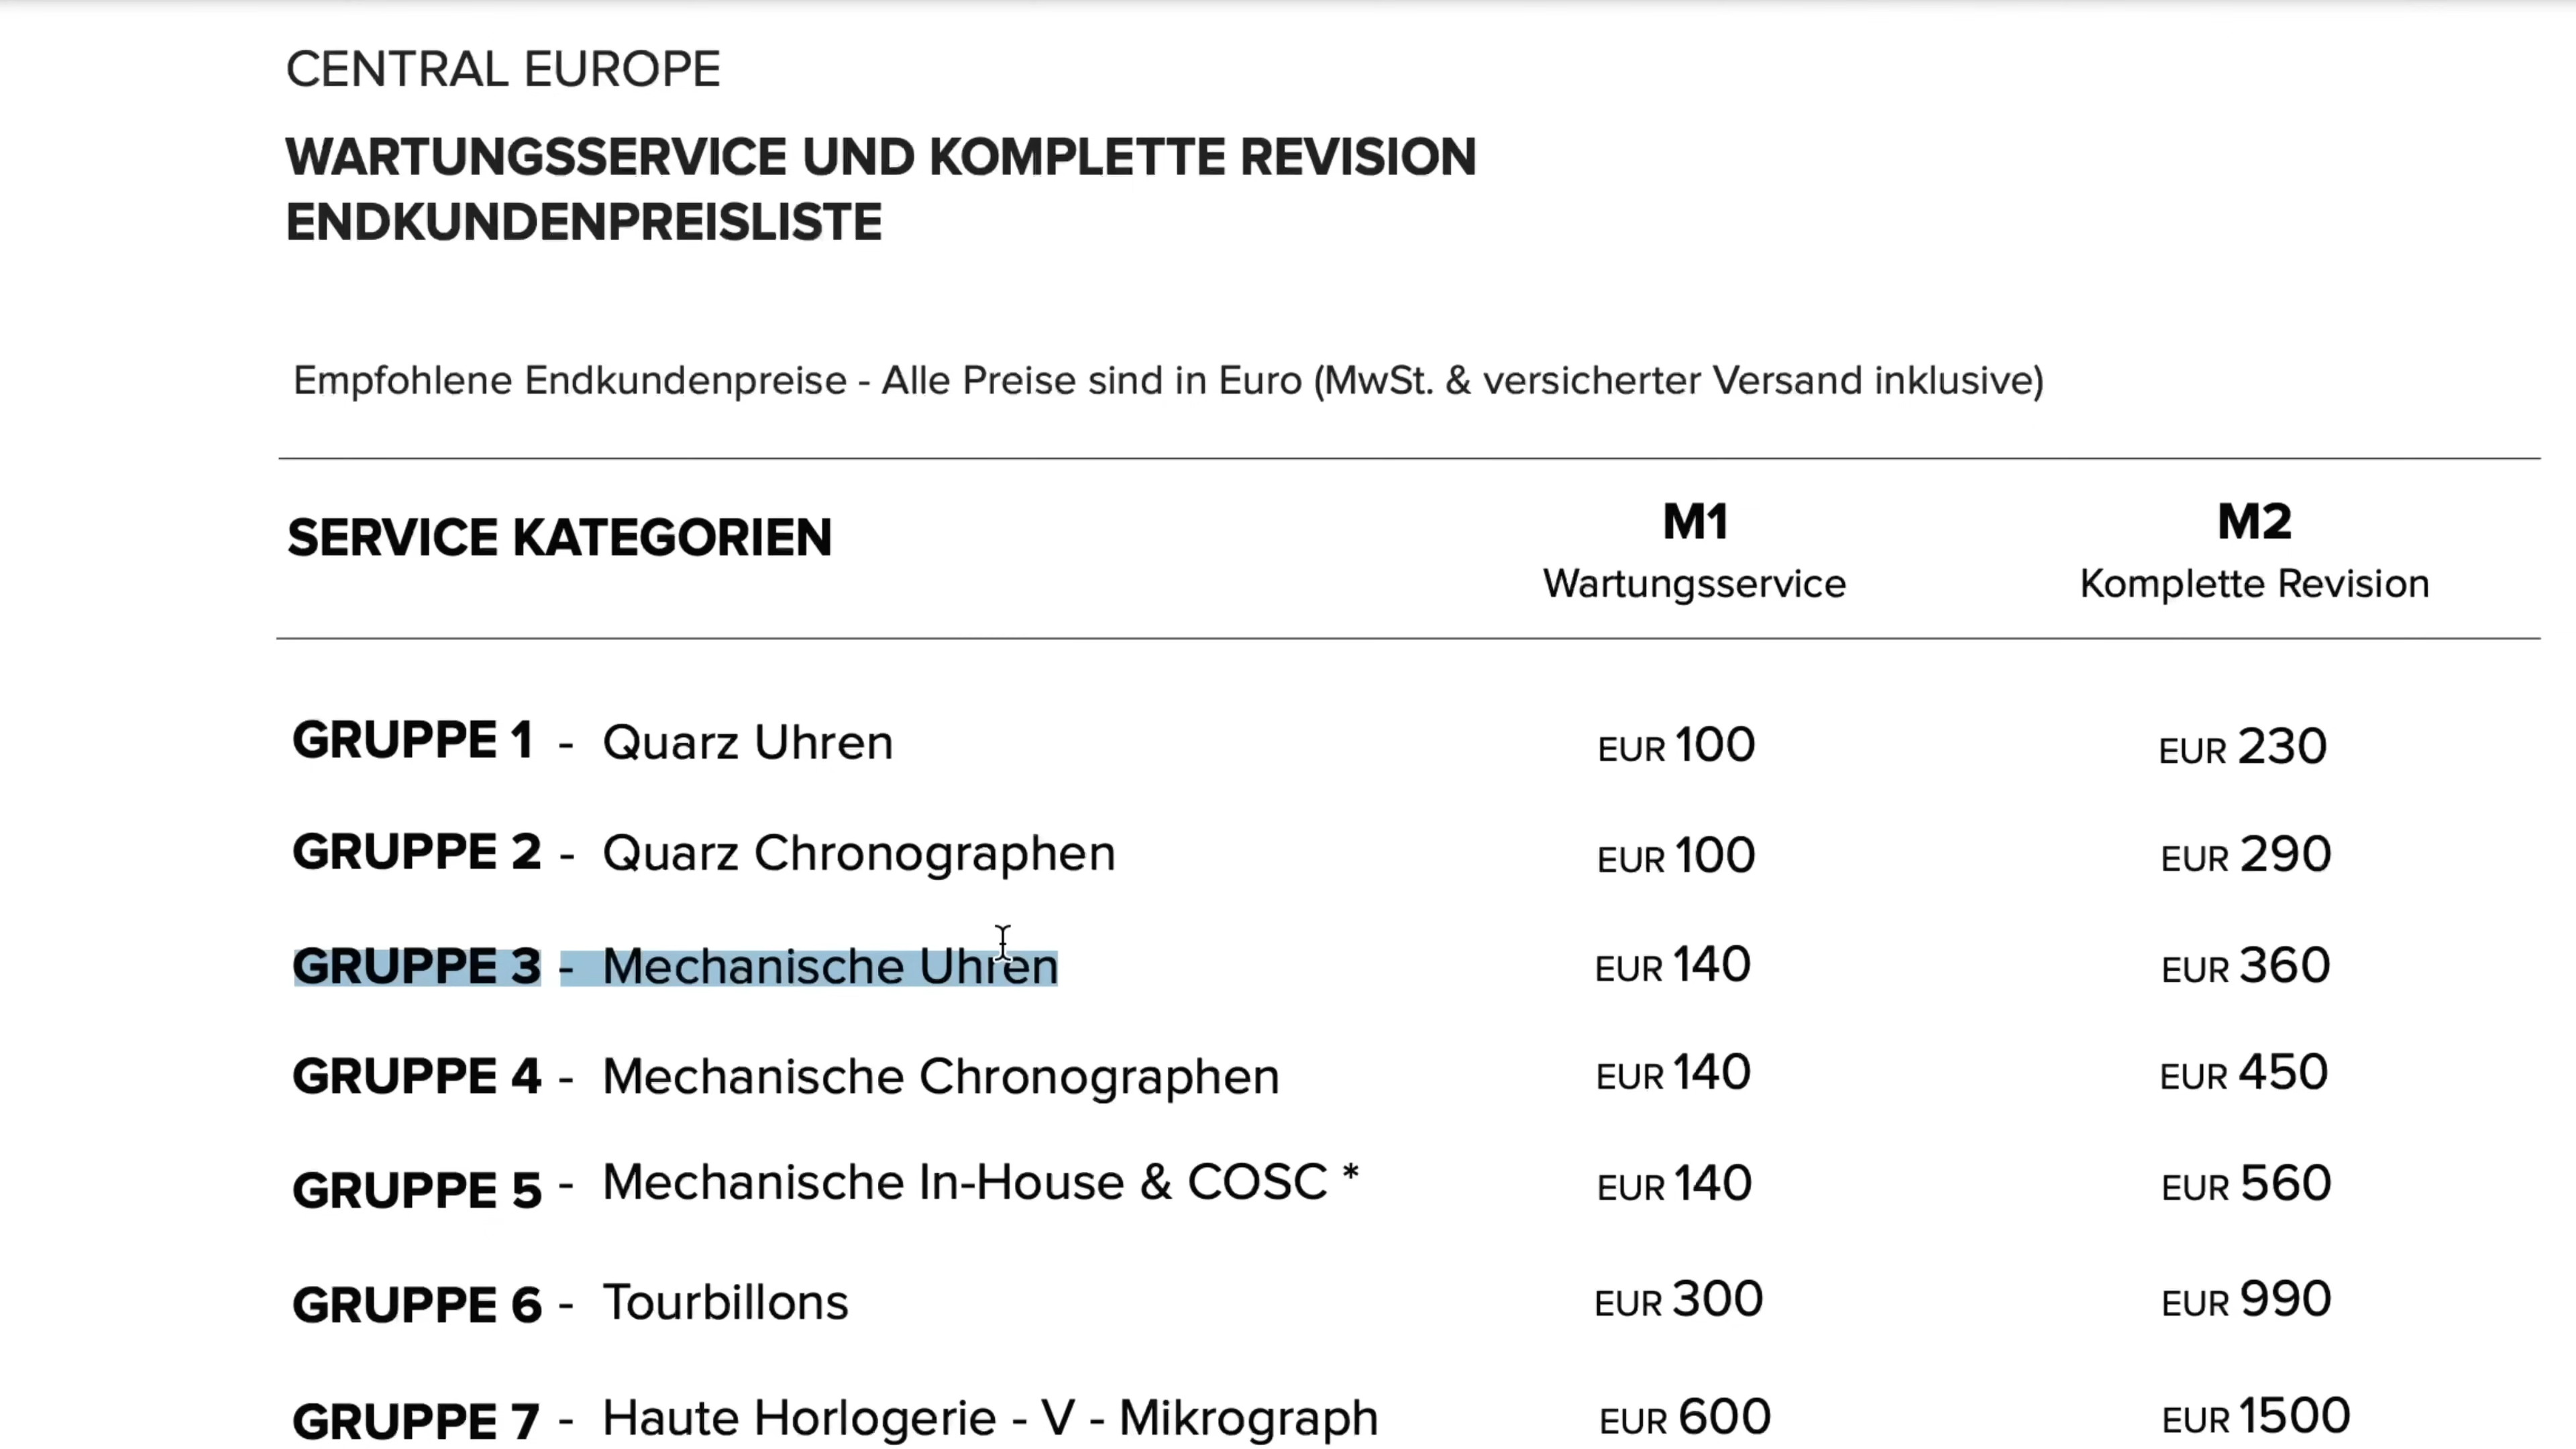 CENTRAL EUROPE
WARTUNGSSERVICE UND KOMPLETTE REVISION
ENDKUNDENPREISLISTE
Empfohlene Endkundenpreise - Alle Preise sind in Euro (MwSt. & versicherter Versand inklusive)
SERVICE KATEGORIEN M1 M2
Wartungsservice Komplette Revision
GRUPPE 1 - Quarz Uhren EUR 100 EUR 230
GRUPPE 2 - Quarz Chronographen EUR 100 EUR 290
GRUPPE 3 - Mechanische Uhren EUR 140 EUR 360
GRUPPE 4 - Mechanische Chronographen EUR 140 EUR 450
GRUPPE 5 - Mechanische In-House & COSC * EUR 140 EUR 560
GRUPPE 6 - Tourbillons EUR 300 EUR 990
GRUPPE 7 - Haute Horlogerie - V - Mikrograph EUR 600 EUR 1500